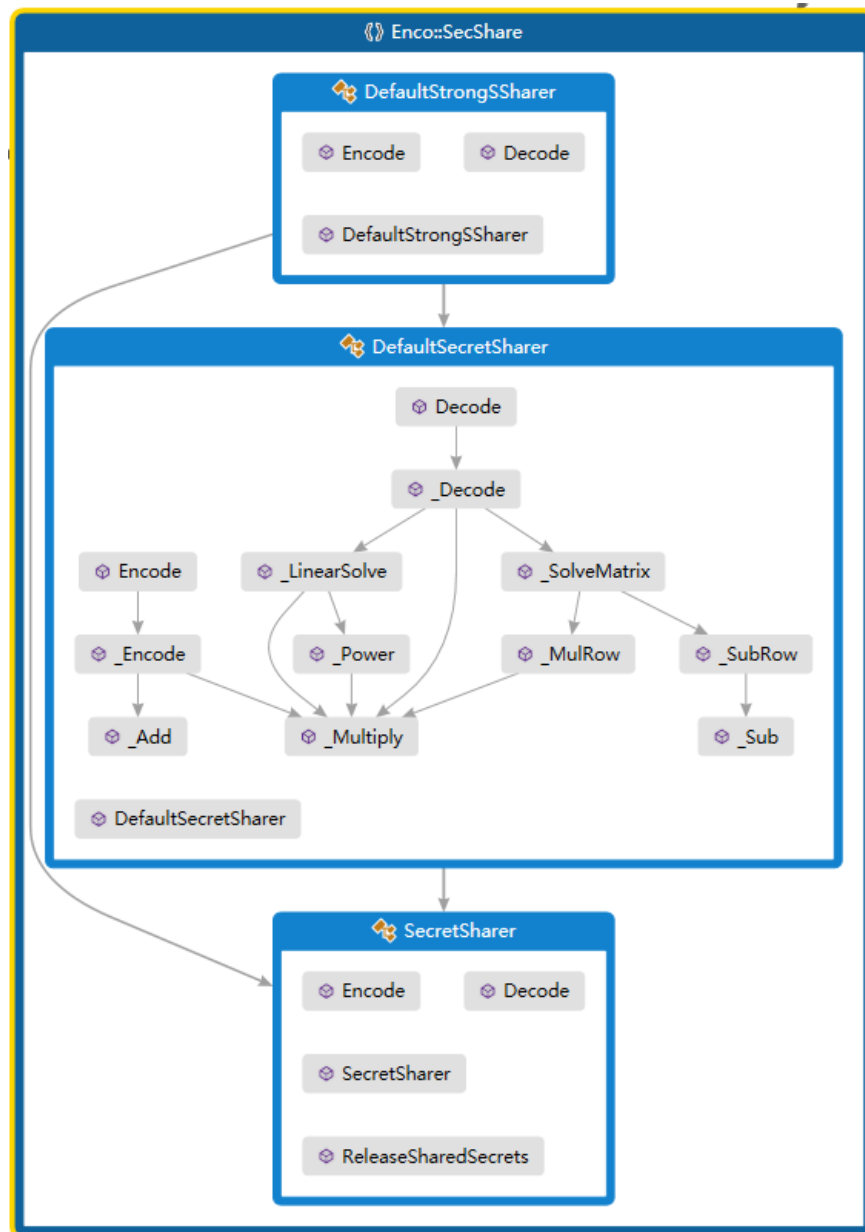 Enco::SecShare
DefaultStrongSSharer
Encode Decode
DefaultStrongSSharer
DefaultSecretSharer
Decode
_Decode
Encode _LinearSolve _SolveMatrix
_Encode _Power _MulRow _SubRow
_Add _Multiply _Sub
DefaultSecretSharer
SecretSharer
Encode Decode
SecretSharer
ReleaseSharedSecrets